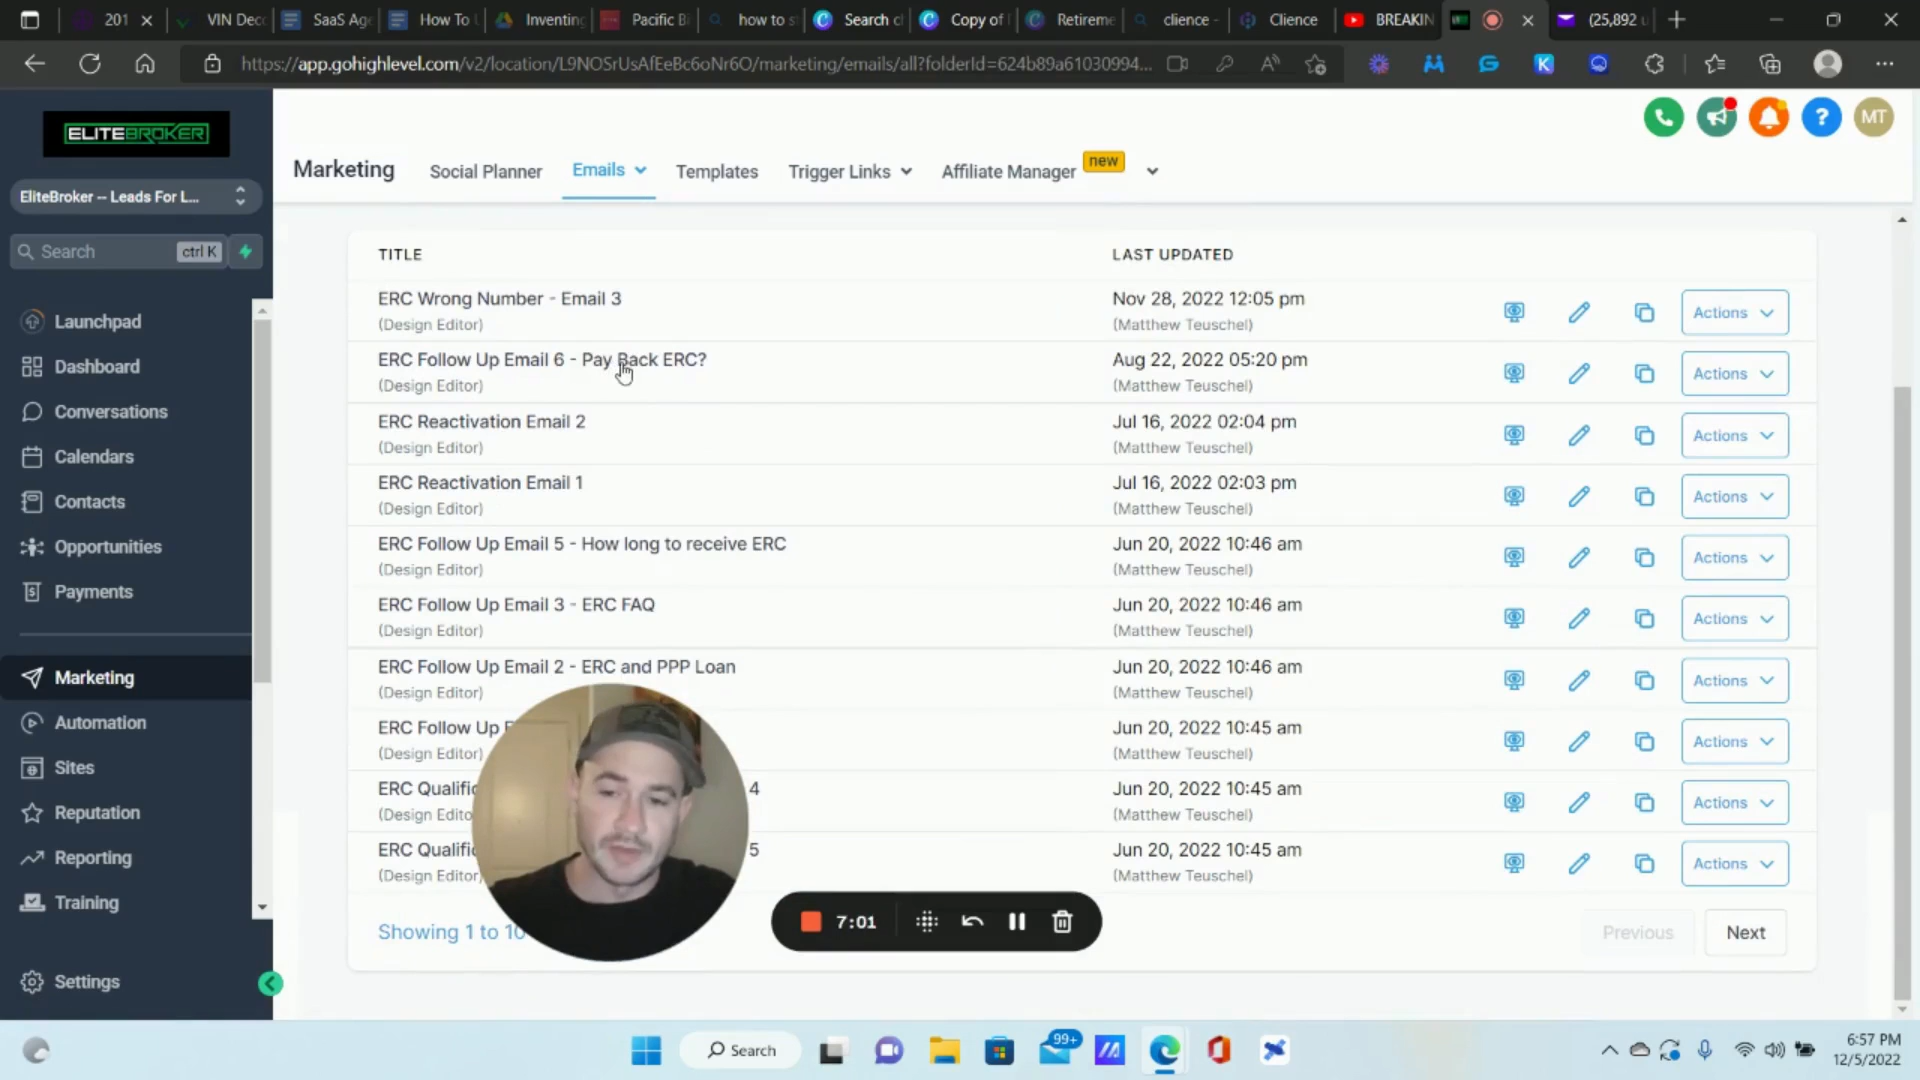 201
VIN Dec
SaaS Ag
How To
Inventing
Pacific B
how to s
Search c
Copy of
Retireme
clience -
Clience
BREAKIN
(25,892 u
https://app.gohighlevel.com/v2/location/L9NOSrUsAfEeBc6oNr6O/marketing/emails/all?folderId=624b89a61030994...
ELITEBROKER
EliteBroker -- Leads For L...
Search ctrl K
Launchpad
Dashboard
Conversations
Calendars
Contacts
Opportunities
Payments
Marketing
Automation
Sites
Reputation
Reporting
Training
Settings
MT
Marketing Social Planner Emails Templates Trigger Links Affiliate Manager new
TITLE LAST UPDATED
ERC Wrong Number - Email 3 Nov 28, 2022 12:05 pm Actions
(Design Editor) (Matthew Teuschel)
ERC Follow Up Email 6 - Pay Back ERC? Aug 22, 2022 05:20 pm Actions
(Design Editor) (Matthew Teuschel)
ERC Reactivation Email 2 Jul 16, 2022 02:04 pm Actions
(Design Editor) (Matthew Teuschel)
ERC Reactivation Email 1 Jul 16, 2022 02:03 pm Actions
(Design Editor) (Matthew Teuschel)
ERC Follow Up Email 5 - How long to receive ERC Jun 20, 2022 10:46 am Actions
(Design Editor) (Matthew Teuschel)
ERC Follow Up Email 3 - ERC FAQ Jun 20, 2022 10:46 am Actions
(Design Editor) (Matthew Teuschel)
ERC Follow Up Email 2 - ERC and PPP Loan Jun 20, 2022 10:46 am Actions
(Design Editor) (Matthew Teuschel)
ERC Follow Up Jun 20, 2022 10:45 am Actions
(Design Editor) (Matthew Teuschel)
ERC Qualific 4 Jun 20, 2022 10:45 am Actions
(Design Edito (Matthew Teuschel)
ERC Qualific 5 Jun 20, 2022 10:45 am Actions
(Design Editor) (Matthew Teuschel)
Showing 1 to 10
7:01
Previous Next
Search
99+
6:57 PM
12/5/2022